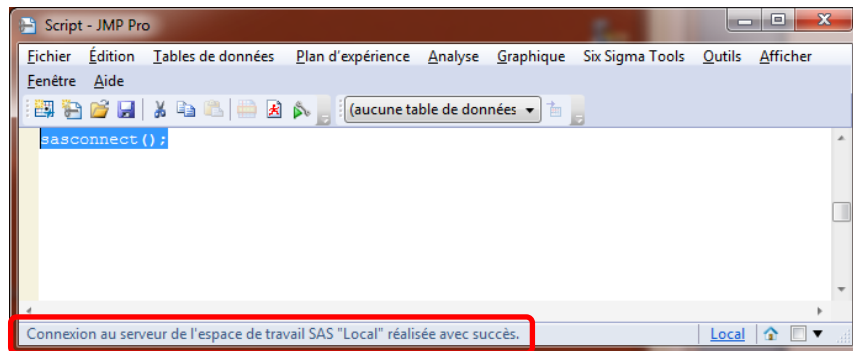 Script - JMP Pro
Fichier Édition Tables de données Plan d'expérience Analyse Graphique Six Sigma Tools Outils Afficher
Fenêtre Aide
(aucune table de données
sasconnect();
Connexion au serveur de l'espace de travail SAS "Local" réalisée avec succès. Local